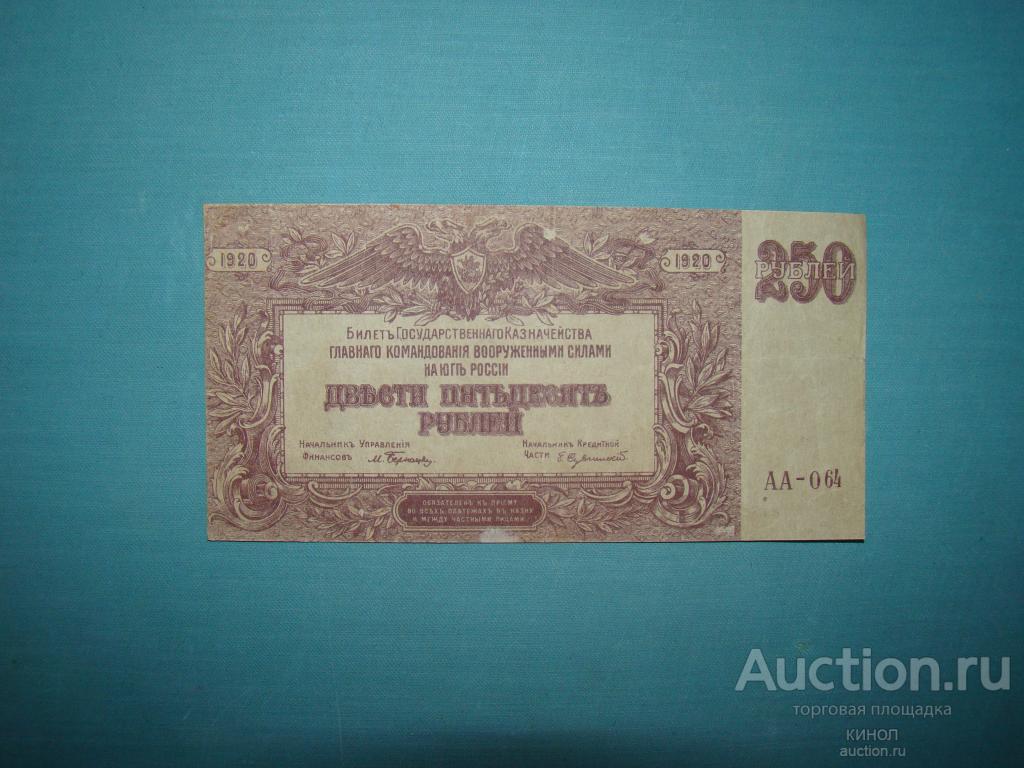 1920
1920
250
РУБЛЕЙ
БИЛЕТЪ ГОСУДАРСТВЕННАГО КАЗНАЧЕЙСТВА
ГЛАВНАГО КОМАНДОВАНІЯ ВООРУЖЕННЫМИ СИЛАМИ
НА ЮГѢ РОССІИ
ДВѢСТИ ПЯТЬДЕСЯТЪ
РУБЛЕЙ
НАЧАЛЬНИКЪ УПРАВЛЕНІЯ
ФИНАНСОВЪ
НАЧАЛЬНИКЪ КРЕДИТНОЙ
ЧАСТИ
АА-064
ОБЯЗАТЕЛЕНЪ КЪ ПРІЕМУ
ВО ВСѢХЪ ПЛАТЕЖАХЪ ВЪ КАЗНУ
И МЕЖДУ ЧАСТНЫМИ ЛИЦАМИ
Auction.ru
торговая площадка
КИНОЛ
auction.ru